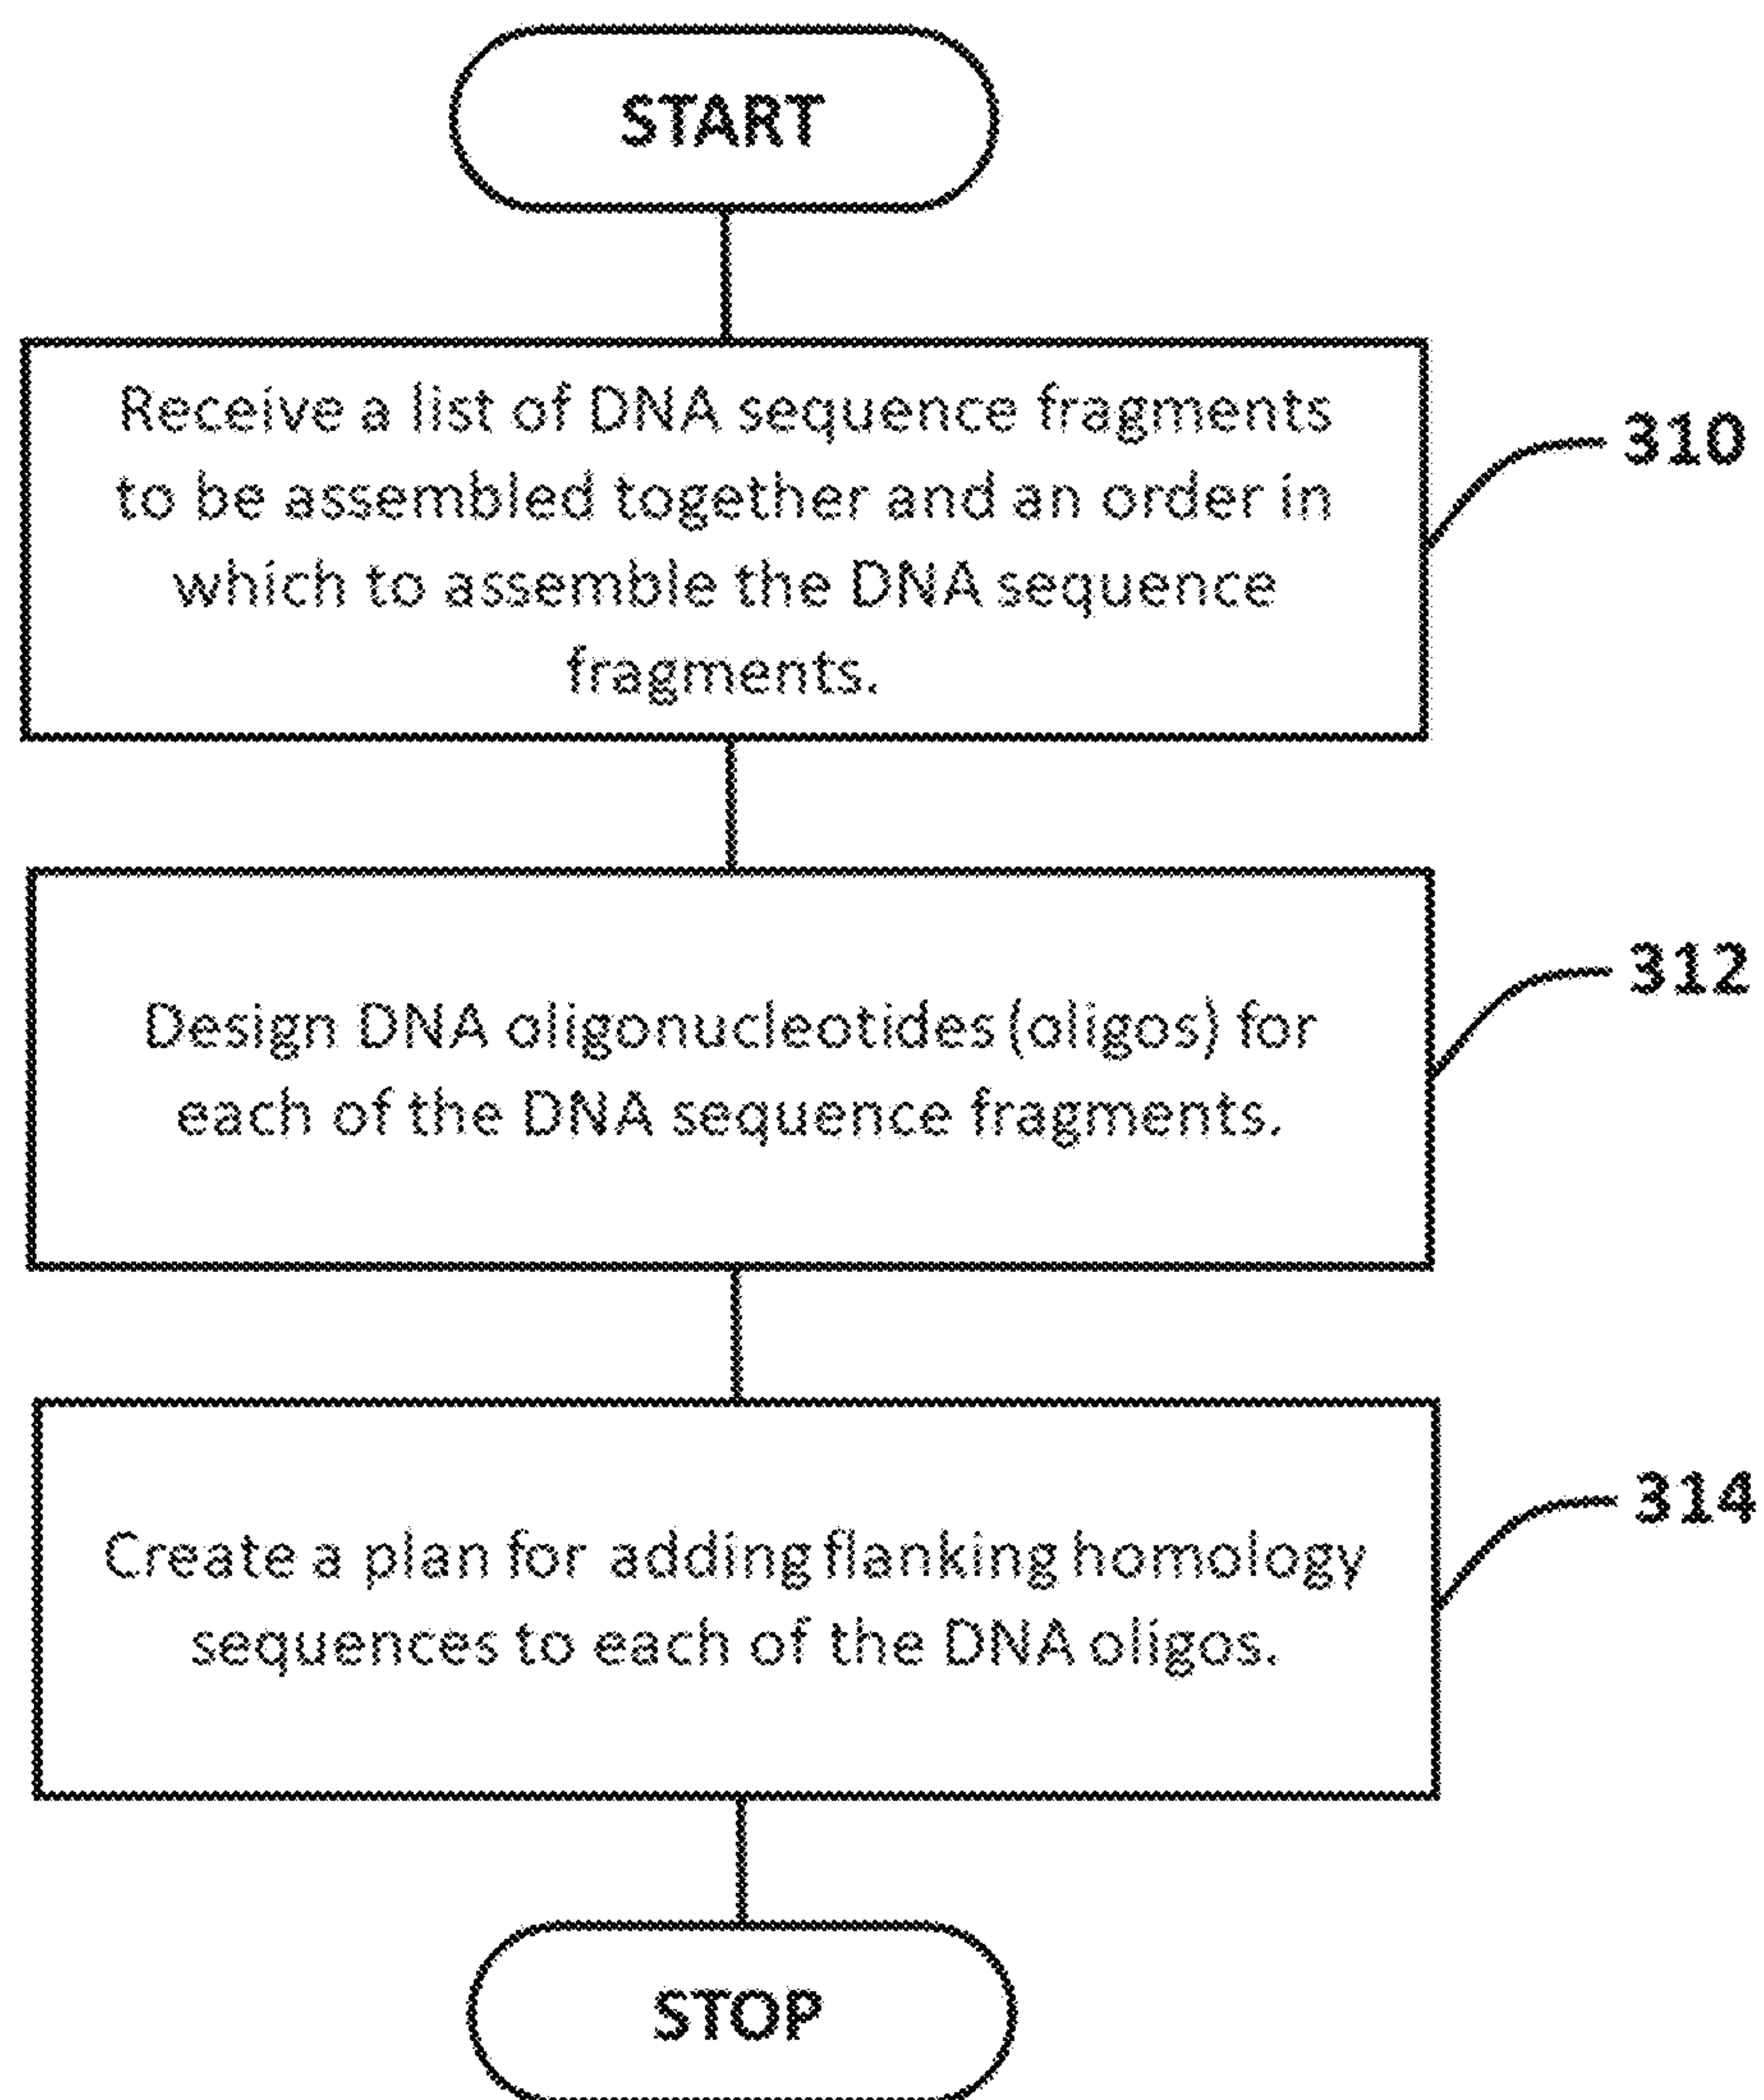 START
Receive a list of DNA sequence fragments
to be assembled together and an order in
which to assemble the DNA sequence
fragments.
310
Design DNA oligonucleotides (oligos) for
each of the DNA sequence fragments.
312
Create a plan for adding flanking homology
sequences to each of the DNA oligos.
314
STOP